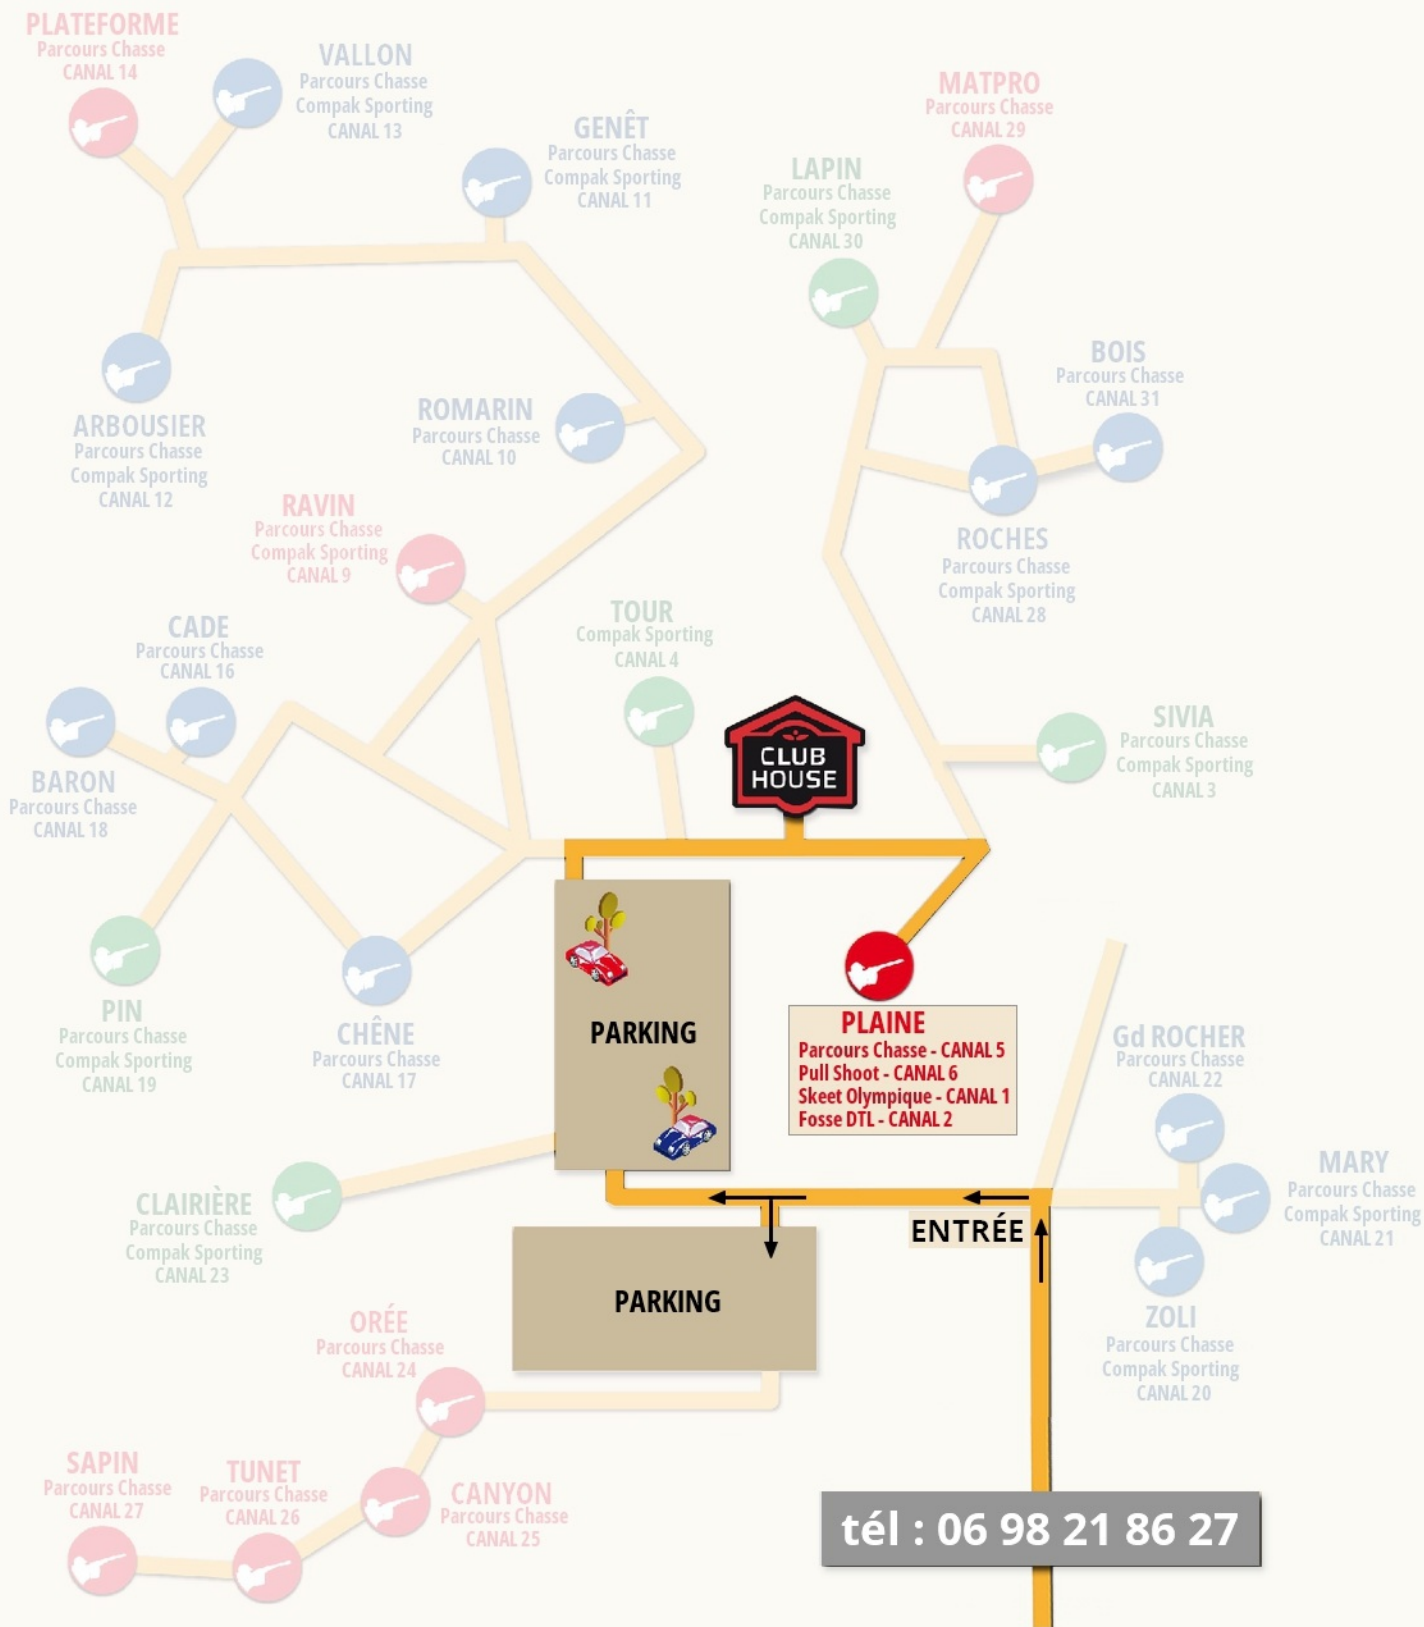 PLATEFORME
Parcours Chasse
CANAL 14
VALLON
Parcours Chasse
Compak Sporting
CANAL 13
GENÊT
Parcours Chasse
Compak Sporting
CANAL 11
MATPRO
Parcours Chasse
CANAL 29
LAPIN
Parcours Chasse
Compak Sporting
CANAL 30
BOIS
Parcours Chasse
CANAL 31
ARBOUSIER
Parcours Chasse
Compak Sporting
CANAL 12
ROMARIN
Parcours Chasse
CANAL 10
RAVIN
Parcours Chasse
Compak Sporting
CANAL 9
ROCHES
Parcours Chasse
Compak Sporting
CANAL 28
CADE
Parcours Chasse
CANAL 16
TOUR
Compak Sporting
CANAL 4
CLUB
HOUSE
SIVIA
Parcours Chasse
Compak Sporting
CANAL 3
BARON
Parcours Chasse
CANAL 18
PIN
Parcours Chasse
Compak Sporting
CANAL 19
CHÊNE
Parcours Chasse
CANAL 17
PARKING
PLAINE
Parcours Chasse - CANAL 5
Pull Shoot - CANAL 6
Skeet Olympique - CANAL 1
Fosse DTL - CANAL 2
Gd ROCHER
Parcours Chasse
CANAL 22
MARY
Parcours Chasse
Compak Sporting
CANAL 21
CLAIRIÈRE
Parcours Chasse
Compak Sporting
CANAL 23
ENTRÉE
PARKING
ZOLI
Parcours Chasse
Compak Sporting
CANAL 20
ORÉE
Parcours Chasse
CANAL 24
SAPIN
Parcours Chasse
CANAL 27
TUNET
Parcours Chasse
CANAL 26
CANYON
Parcours Chasse
CANAL 25
tél : 06 98 21 86 27